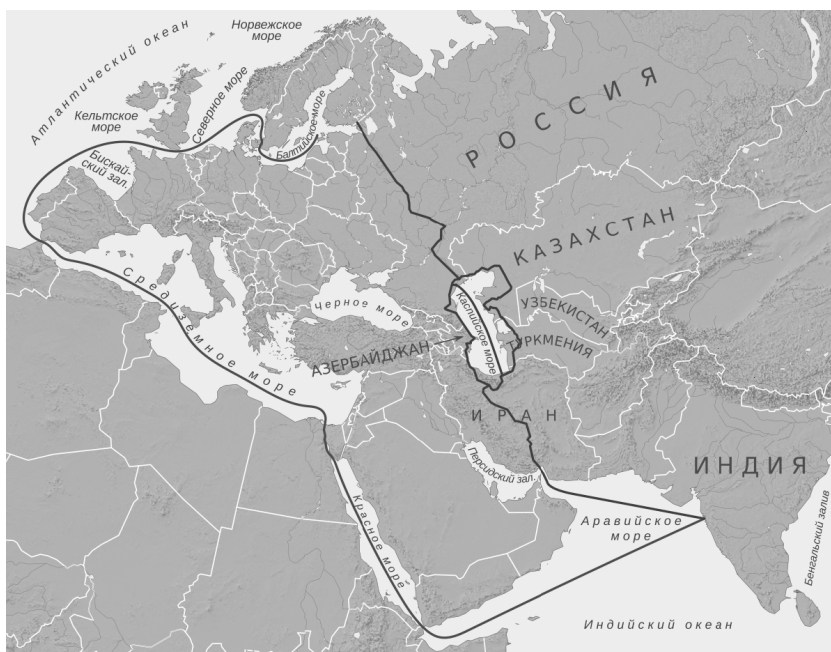 Норвежское
море
Атлантический океан
Кельтское
море
Северное море
Балтийское море
Бискай-
ский зал.
РОССИЯ
КАЗАХСТАН
Средиземное море
Черное море
Каспийское море
УЗБЕКИСТАН
РКМЕНИЯ
АЗЕРБАЙДЖАН
ИРАН
ИНДИЯ
Персидский зал.
Красное море
Аравийское
море
Бенгальский залив
Индийский океан